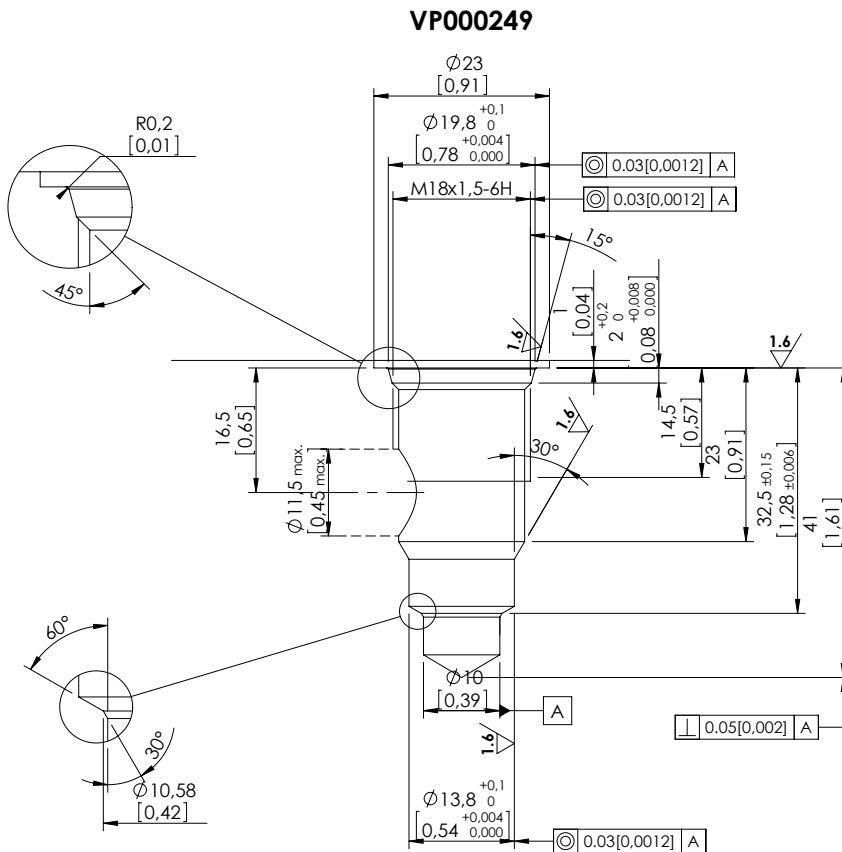 VP000249
Ø23
[0,91]
R0,2
[0,01]
Ø19,8 +0,1 0
[0,78 +0,004 0,000]
◎ 0.03[0,0012] A
M18x1,5-6H
◎ 0.03[0,0012] A
15°
45°
1
[0,04]
2 +0,2 0
0,08 +0,008 0,000
1.6
1.6
16,5
[0,65]
14,5
[0,57]
1.6
30°
Ø11,5 max.
[0,45 max.]
23
[0,91]
32,5 ±0,15
[1,28 ±0,006]
41
[1,61]
60°
Ø10
[0,39]
A
⊥ 0.05[0,002] A
1.6
30°
Ø10,58
[0,42]
Ø13,8 +0,1 0
[0,54 +0,004 0,000]
◎ 0.03[0,0012] A